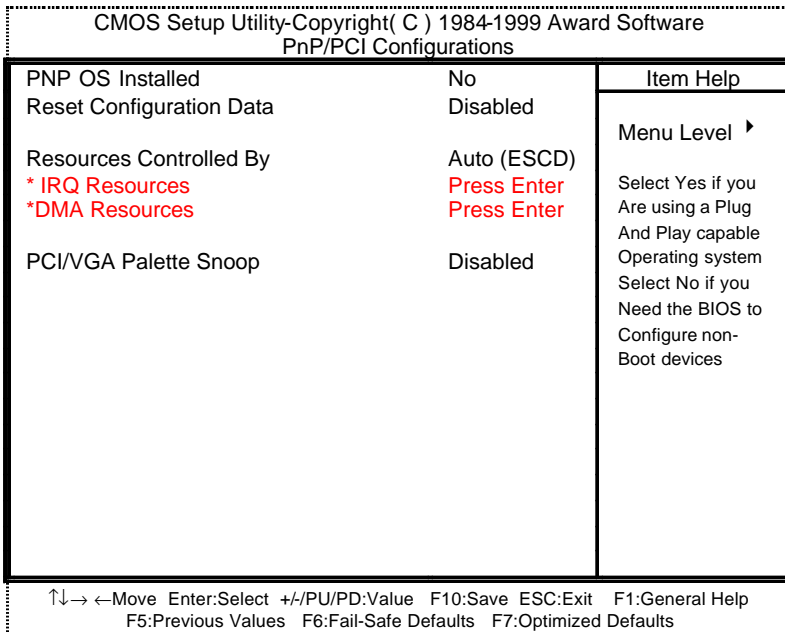 CMOS Setup Utility-Copyright( C ) 1984-1999 Award Software
PnP/PCI Configurations
PNP OS Installed No
Reset Configuration Data Disabled
Resources Controlled By Auto (ESCD)
* IRQ Resources Press Enter
*DMA Resources Press Enter
PCI/VGA Palette Snoop Disabled
Item Help
Menu Level
Select Yes if you
Are using a Plug
And Play capable
Operating system
Select No if you
Need the BIOS to
Configure non-
Boot devices
↑↓→ ←Move Enter:Select +/-/PU/PD:Value F10:Save ESC:Exit F1:General Help
F5:Previous Values F6:Fail-Safe Defaults F7:Optimized Defaults